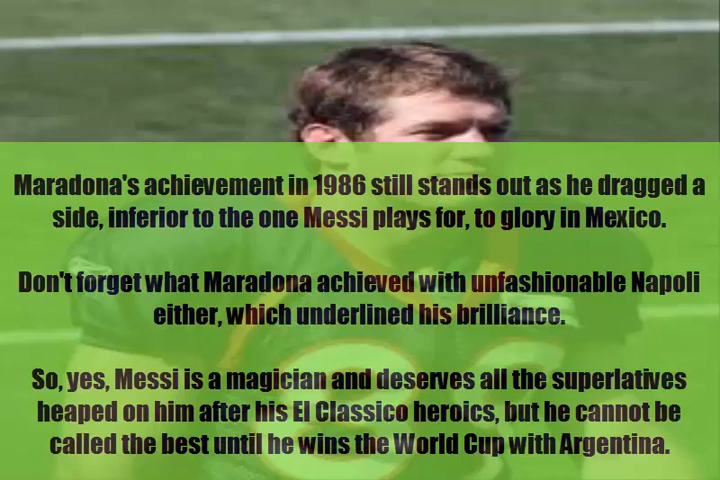 Maradona's achievement in 1986 still stands out as he dragged a
side, inferior to the one Messi plays for, to glory in Mexico.
Don't forget what Maradona achieved with unfashionable Napoli
either, which underlined his brilliance.
So, yes, Messi is a magician and deserves all the superlatives
heaped on him after his El Classico heroics, but he cannot be
called the best until he wins the World Cup with Argentina.